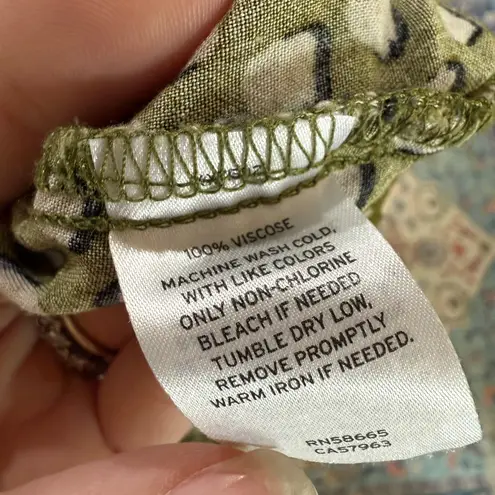 100% VISCOSE
MACHINE WASH COLD,
WITH LIKE COLORS
ONLY NON-CHLORINE
BLEACH IF NEEDED
TUMBLE DRY LOW,
REMOVE PROMPTLY
WARM IRON IF NEEDED.
RN58665
CA57963